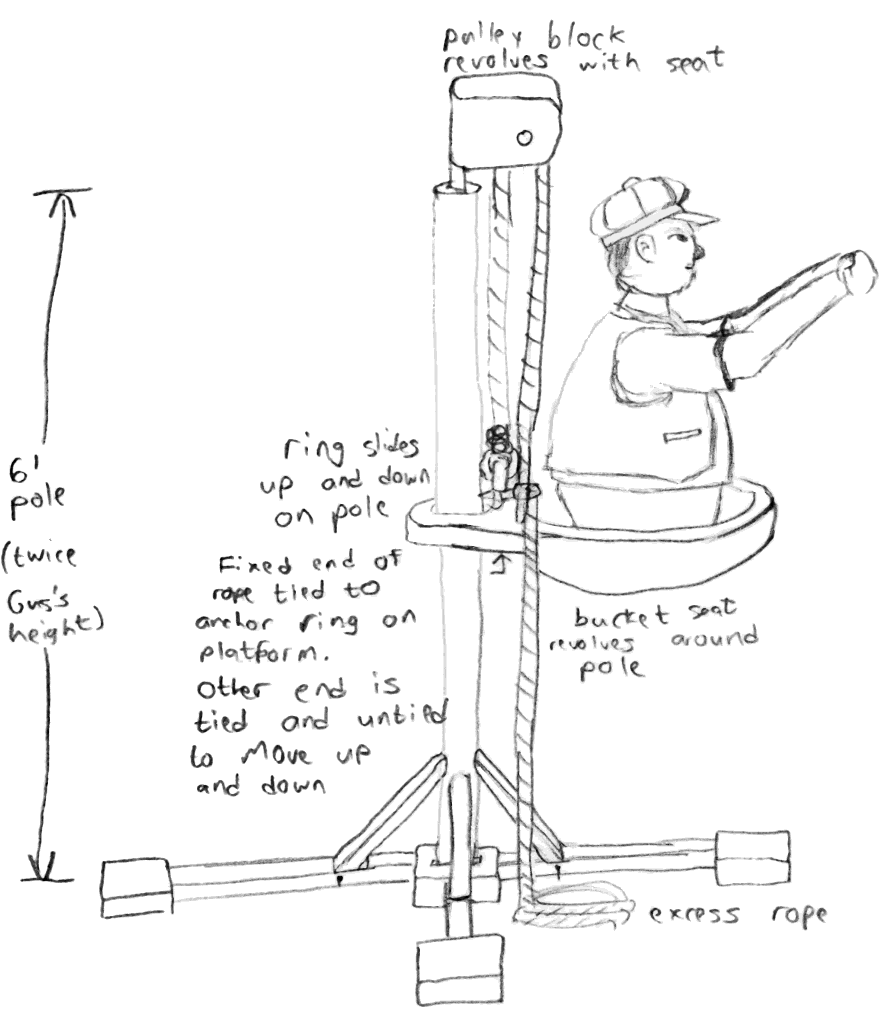 pulley block
revolves with seat
6'
pole
(twice
Gus's
height)
ring slides
up and down
on pole
Fixed end of
rope tied to
anchor ring on
platform.
Other end is
tied and untied
to move up
and down
bucket seat
revolves around
pole
excess rope